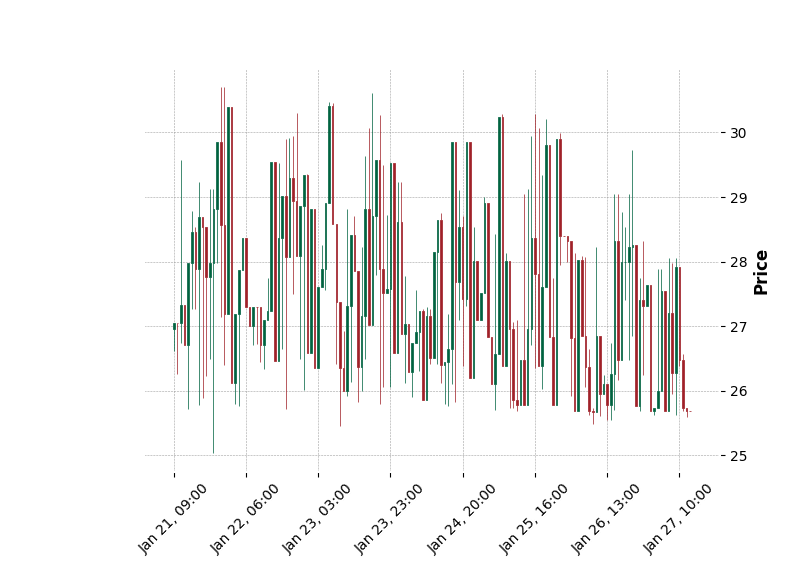 30
29
28
27
26
25
Price
Jan 21, 09:00
Jan 22, 06:00
Jan 23, 03:00
Jan 23, 23:00
Jan 24, 20:00
Jan 25, 16:00
Jan 26, 13:00
Jan 27, 10:00